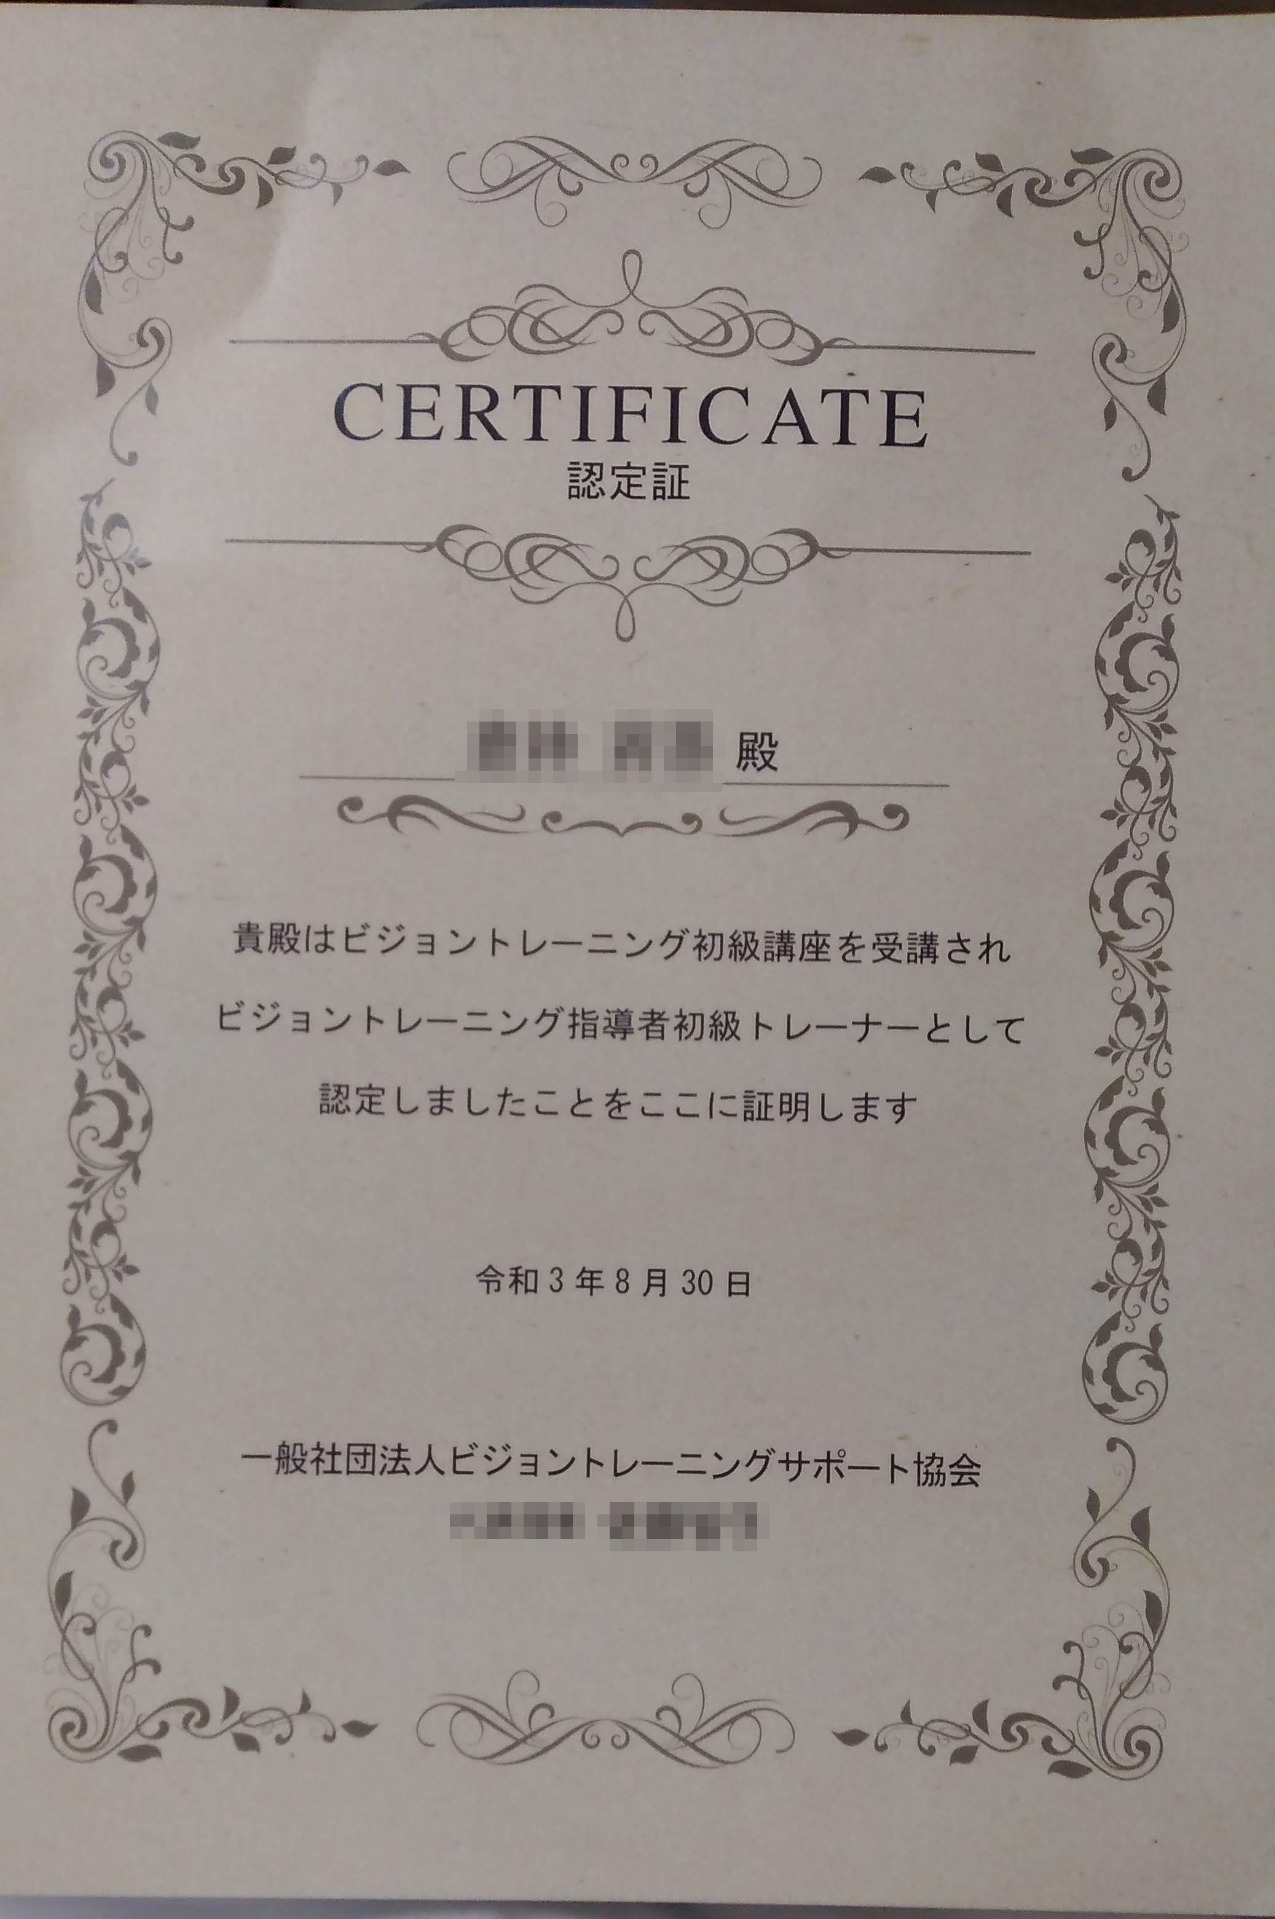 CERTIFICATE
認定証
殿
貴殿はビジョントレーニング初級講座を受講され
ビジョントレーニング指導者初級トレーナーとして
認定しましたことをここに証明します
令和3年8月30日
一般社団法人ビジョントレーニングサポート協会